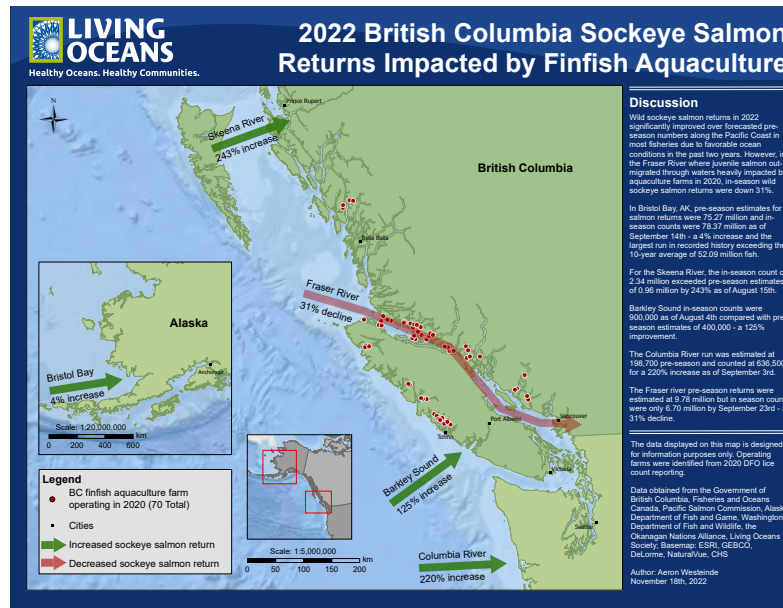 LIVING
OCEANS
Healthy Oceans. Healthy Communities.
2022 British Columbia Sockeye Salmon
Returns Impacted by Finfish Aquaculture
N
Prince Rupert
Skeena River
243% increase
British Columbia
Bella Bella
Fraser River
31% decline
Alaska
Anchorage
Bristol Bay
4% increase
Scale: 1:20,000,000
0 200 400 600 km
Port Alberni
Vancouver
Tofino
Victoria
Seattle
Barkley Sound
125% increase
Columbia River
220% increase
Scale: 1:5,000,000
0 50 100 150 200 km
Legend
BC finfish aquaculture farm
operating in 2020 (70 Total)
Cities
Increased sockeye salmon return
Decreased sockeye salmon return
Discussion
Wild sockeye salmon returns in 2022
significantly improved over forecasted pre-
season numbers along the Pacific Coast in
most fisheries due to favorable ocean
conditions in the past two years. However,
the Fraser River where juvenile salmon out-
migrated through waters heavily impacted
aquaculture farms in 2020, in-season wild
sockeye salmon returns were down 31%.
In Bristol Bay, AK, pre-season estimates for
salmon returns were 75.27 million and in-
season counts were 78.37 million as of
September 14th - a 4% increase and the
largest run in recorded history exceeding the
10-year average of 52.09 million fish.
For the Skeena River, the in-season count
2.34 million exceeded pre-season estimates
of 0.96 million by 243% as of August 15th.
Barkley Sound in-season counts were
900,000 as of August 4th compared with pre
season estimates of 400,000 - a 125%
improvement.
The Columbia River run was estimated at
198,700 pre-season and counted at 636,500
for a 220% increase as of September 3rd.
The Fraser river pre-season returns were
estimated at 9.78 million but in season
were only 6.70 million by September 23rd -
31% decline.
The data displayed on this map is designed
for information purposes only. Operating
farms were identified from 2020 DFO lice
count reporting.
Data obtained from the Government of
British Columbia, Fisheries and Oceans
Canada, Pacific Salmon Commission,
Department of Fish and Game, Washington
Department of Fish and Wildlife, the
Okanagan Nations Alliance, Living Oceans
Society; Basemap: ESRI, GEBCO,
DeLorme, NaturalVue, CHS
Author: Aeron Westeinde
November 18th, 2022